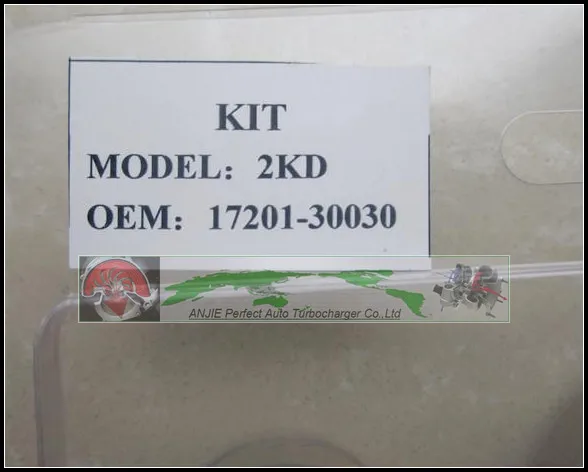 KIT
MODEL: 2KD
OEM: 17201-30030
ANJIE Perfect Auto Turbocharger Co.,Ltd